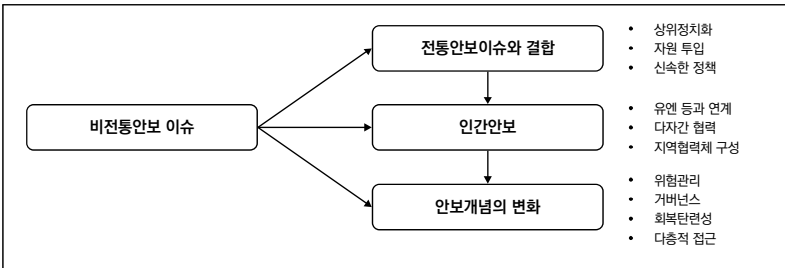 전통안보이슈와 결합
• 상위정치화
• 자원 투입
• 신속한 정책
비전통안보 이슈
인간안보
• 유엔 등과 연계
• 다자간 협력
• 지역협력체 구성
안보개념의 변화
• 위험관리
• 거버넌스
• 회복탄련성
• 다층적 접근